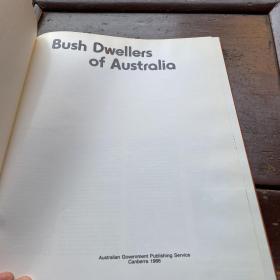 Bush Dwellers
of Australia
Australian Government Publishing Service
Canberra 1986